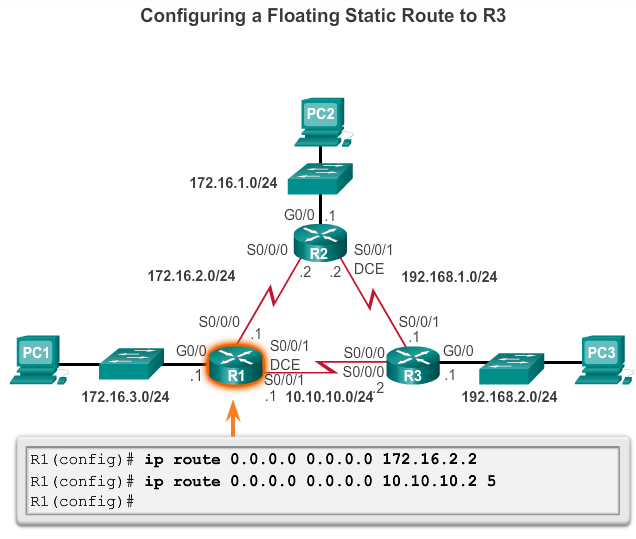 Configuring a Floating Static Route to R3
PC2
172.16.1.0/24
G0/0 .1
S0/0/0 R2 S0/0/1
.2 .2 DCE
172.16.2.0/24 192.168.1.0/24
S0/0/0 .1 .1 S0/0/1
PC1 G0/0 S0/0/1 S0/0/0 G0/0 PC3
.1 R1 DCE S0/0/0 R3 .1
S0/0/1 .2
172.16.3.0/24 .1 10.10.10.0/24 192.168.2.0/24
R1(config)# ip route 0.0.0.0 0.0.0.0 172.16.2.2
R1(config)# ip route 0.0.0.0 0.0.0.0 10.10.10.2 5
R1(config)#